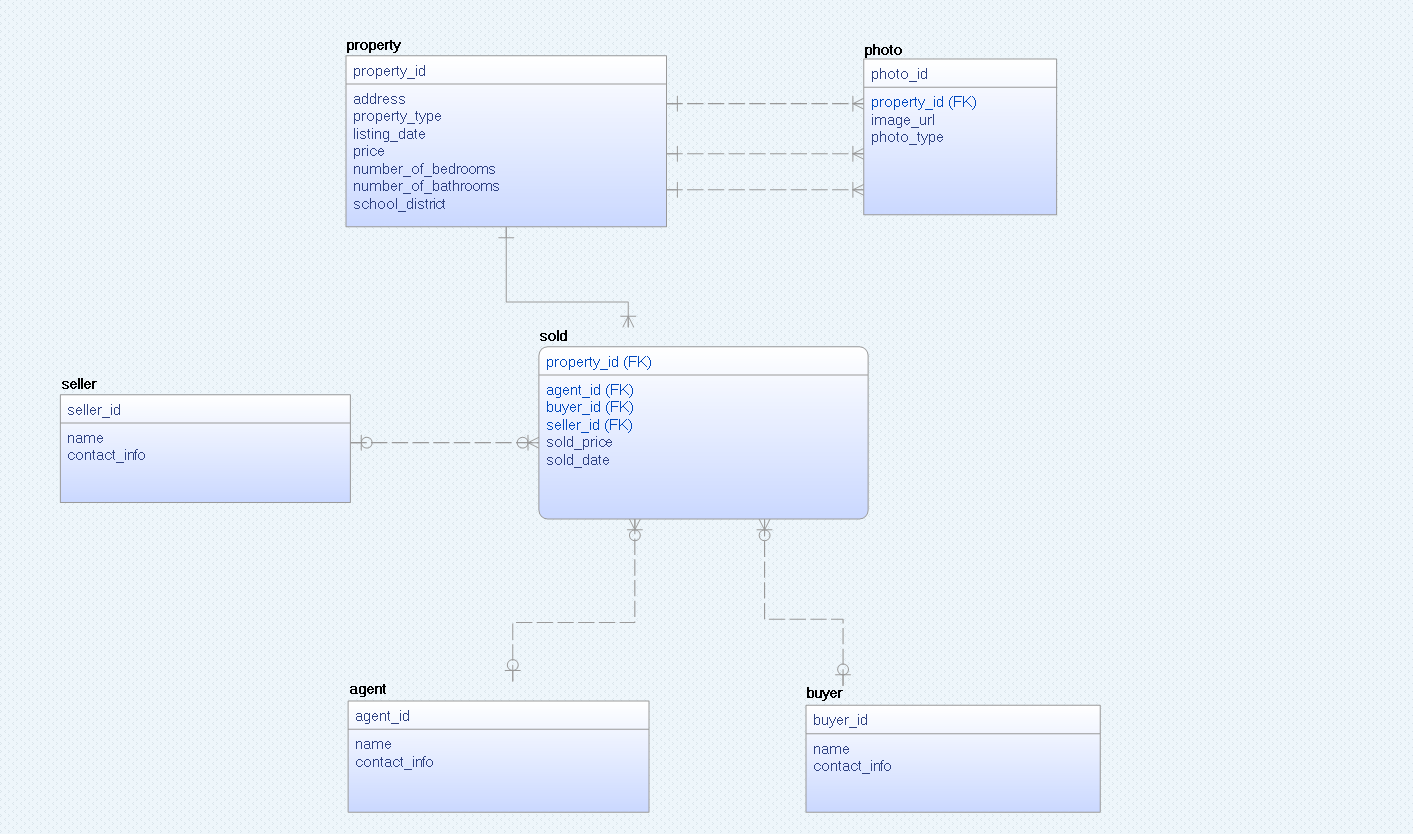 property
property_id
address
property_type
listing_date
price
number_of_bedrooms
number_of_bathrooms
school_district
photo
photo_id
property_id (FK)
image_url
photo_type
sold
property_id (FK)
agent_id (FK)
buyer_id (FK)
seller_id (FK)
sold_price
sold_date
seller
seller_id
name
contact_info
agent
agent_id
name
contact_info
buyer
buyer_id
name
contact_info